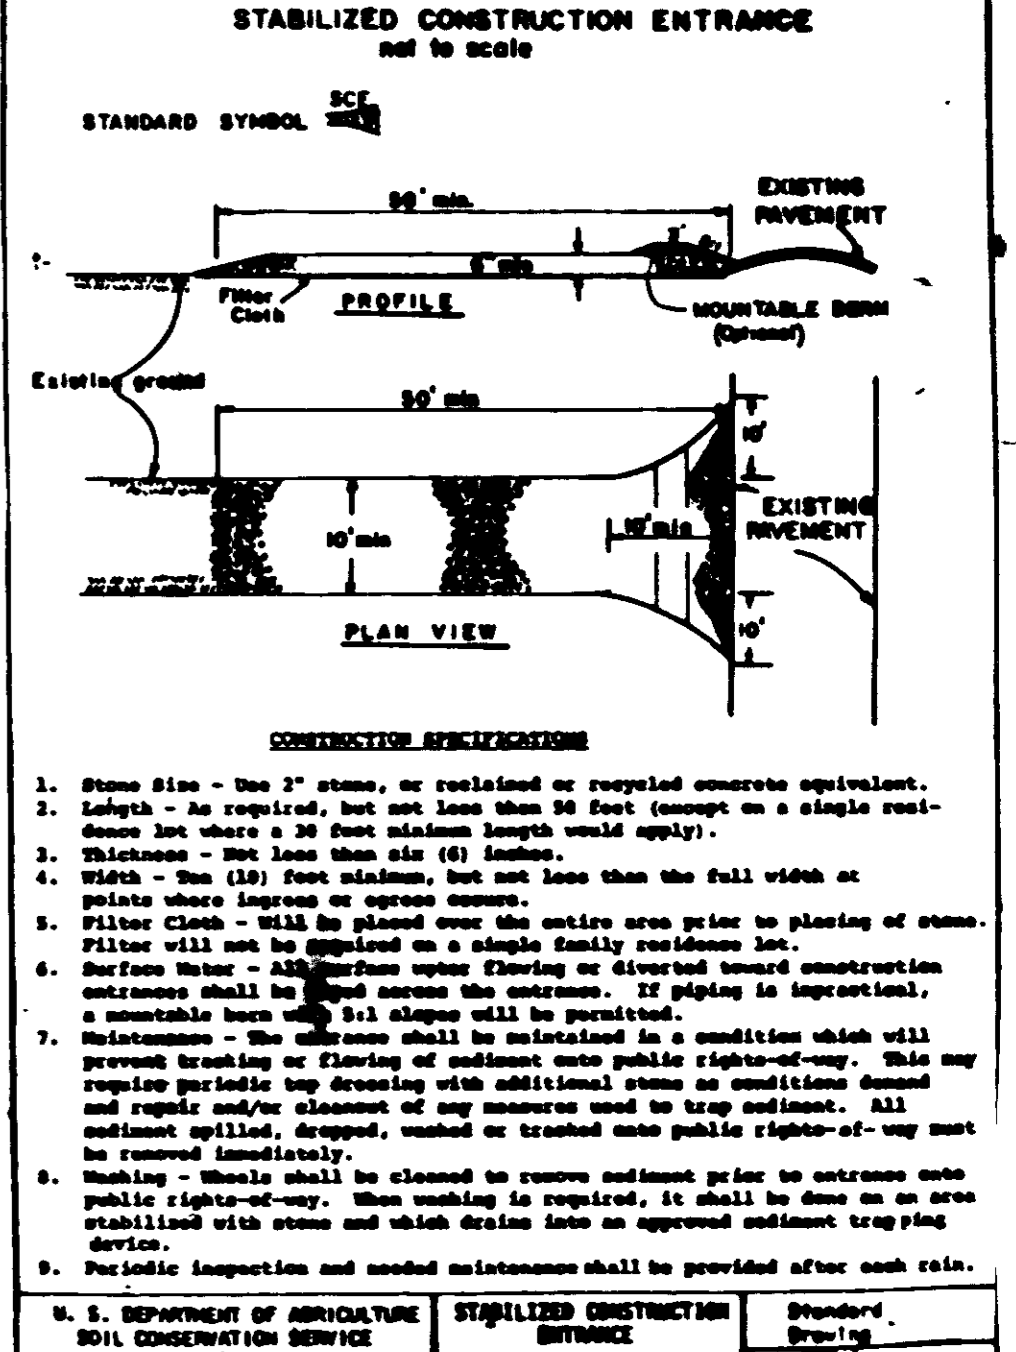 STABILIZED CONSTRUCTION ENTRANCE
not to scale
SCE
STANDARD SYMBOL
50' min.
EXISTING
PAVEMENT
6" min
Filter
Cloth
PROFILE
MOUNTABLE BERM
(Optional)
Existing ground
50' min
10'
10' min
10' min
EXISTING
PAVEMENT
PLAN VIEW
10'
CONSTRUCTION SPECIFICATIONS
1. Stone Size - Use 2" stone, or reclaimed or recycled concrete equivalent.
2. Length - As required, but not less than 50 feet (except on a single resi-
dence lot where a 30 foot minimum length would apply).
3. Thickness - Not less than six (6) inches.
4. Width - Ten (10) foot minimum, but not less than the full width at
points where ingress or egress occurs.
5. Filter Cloth - Will be placed over the entire area prior to placing of stone.
Filter will not be required on a single family residence lot.
6. Surface Water - All surface water flowing or diverted toward construction
entrances shall be piped across the entrance. If piping is impractical,
a mountable berm with 5:1 slopes will be permitted.
7. Maintenance - The entrance shall be maintained in a condition which will
prevent tracking or flowing of sediment onto public rights-of-way. This may
require periodic top dressing with additional stone as conditions demand
and repair and/or cleanout of any measures used to trap sediment. All
sediment spilled, dropped, washed or tracked onto public rights-of-way must
be removed immediately.
8. Washing - Wheels shall be cleaned to remove sediment prior to entrance onto
public rights-of-way. When washing is required, it shall be done on an area
stabilized with stone and which drains into an approved sediment trapping
device.
9. Periodic inspection and needed maintenance shall be provided after each rain.
U. S. DEPARTMENT OF AGRICULTURE
SOIL CONSERVATION SERVICE
STABILIZED CONSTRUCTION
ENTRANCE
Standard
Drawing